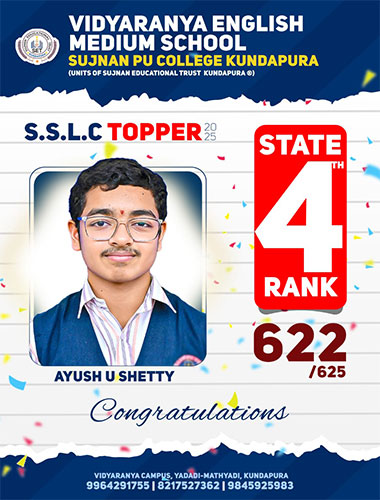 VIDYARANYA ENGLISH
MEDIUM SCHOOL
SUJNAN PU COLLEGE KUNDAPURA
(UNITS OF SUJNAN EDUCATIONAL TRUST KUNDAPURA ®)
S.S.L.C TOPPER 2025
STATE
4TH
RANK
622
/625
AYUSH U SHETTY
Congratulations
VIDYARANYA CAMPUS, YADADI-MATHYADI, KUNDAPURA
9964291755 | 8217527362 | 9845925983